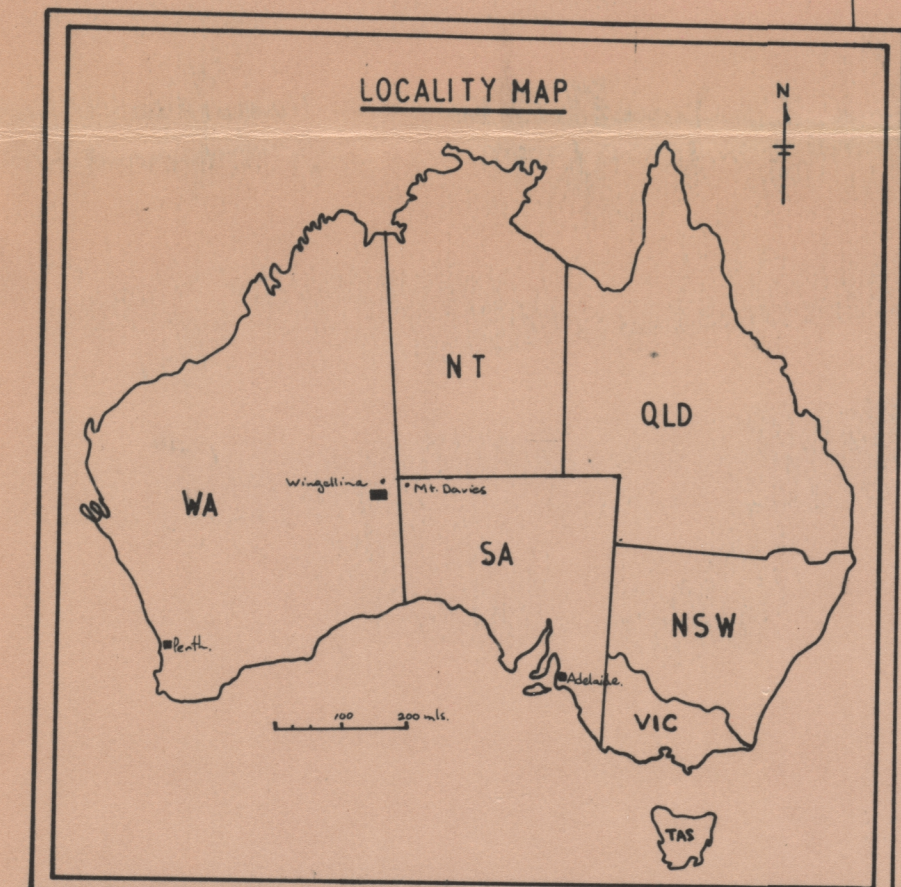 LOCALITY MAP
N
NT
QLD
Wingellina
Mt. Davies
WA
SA
NSW
Perth.
Adelaide.
100 200 mls.
VIC
TAS